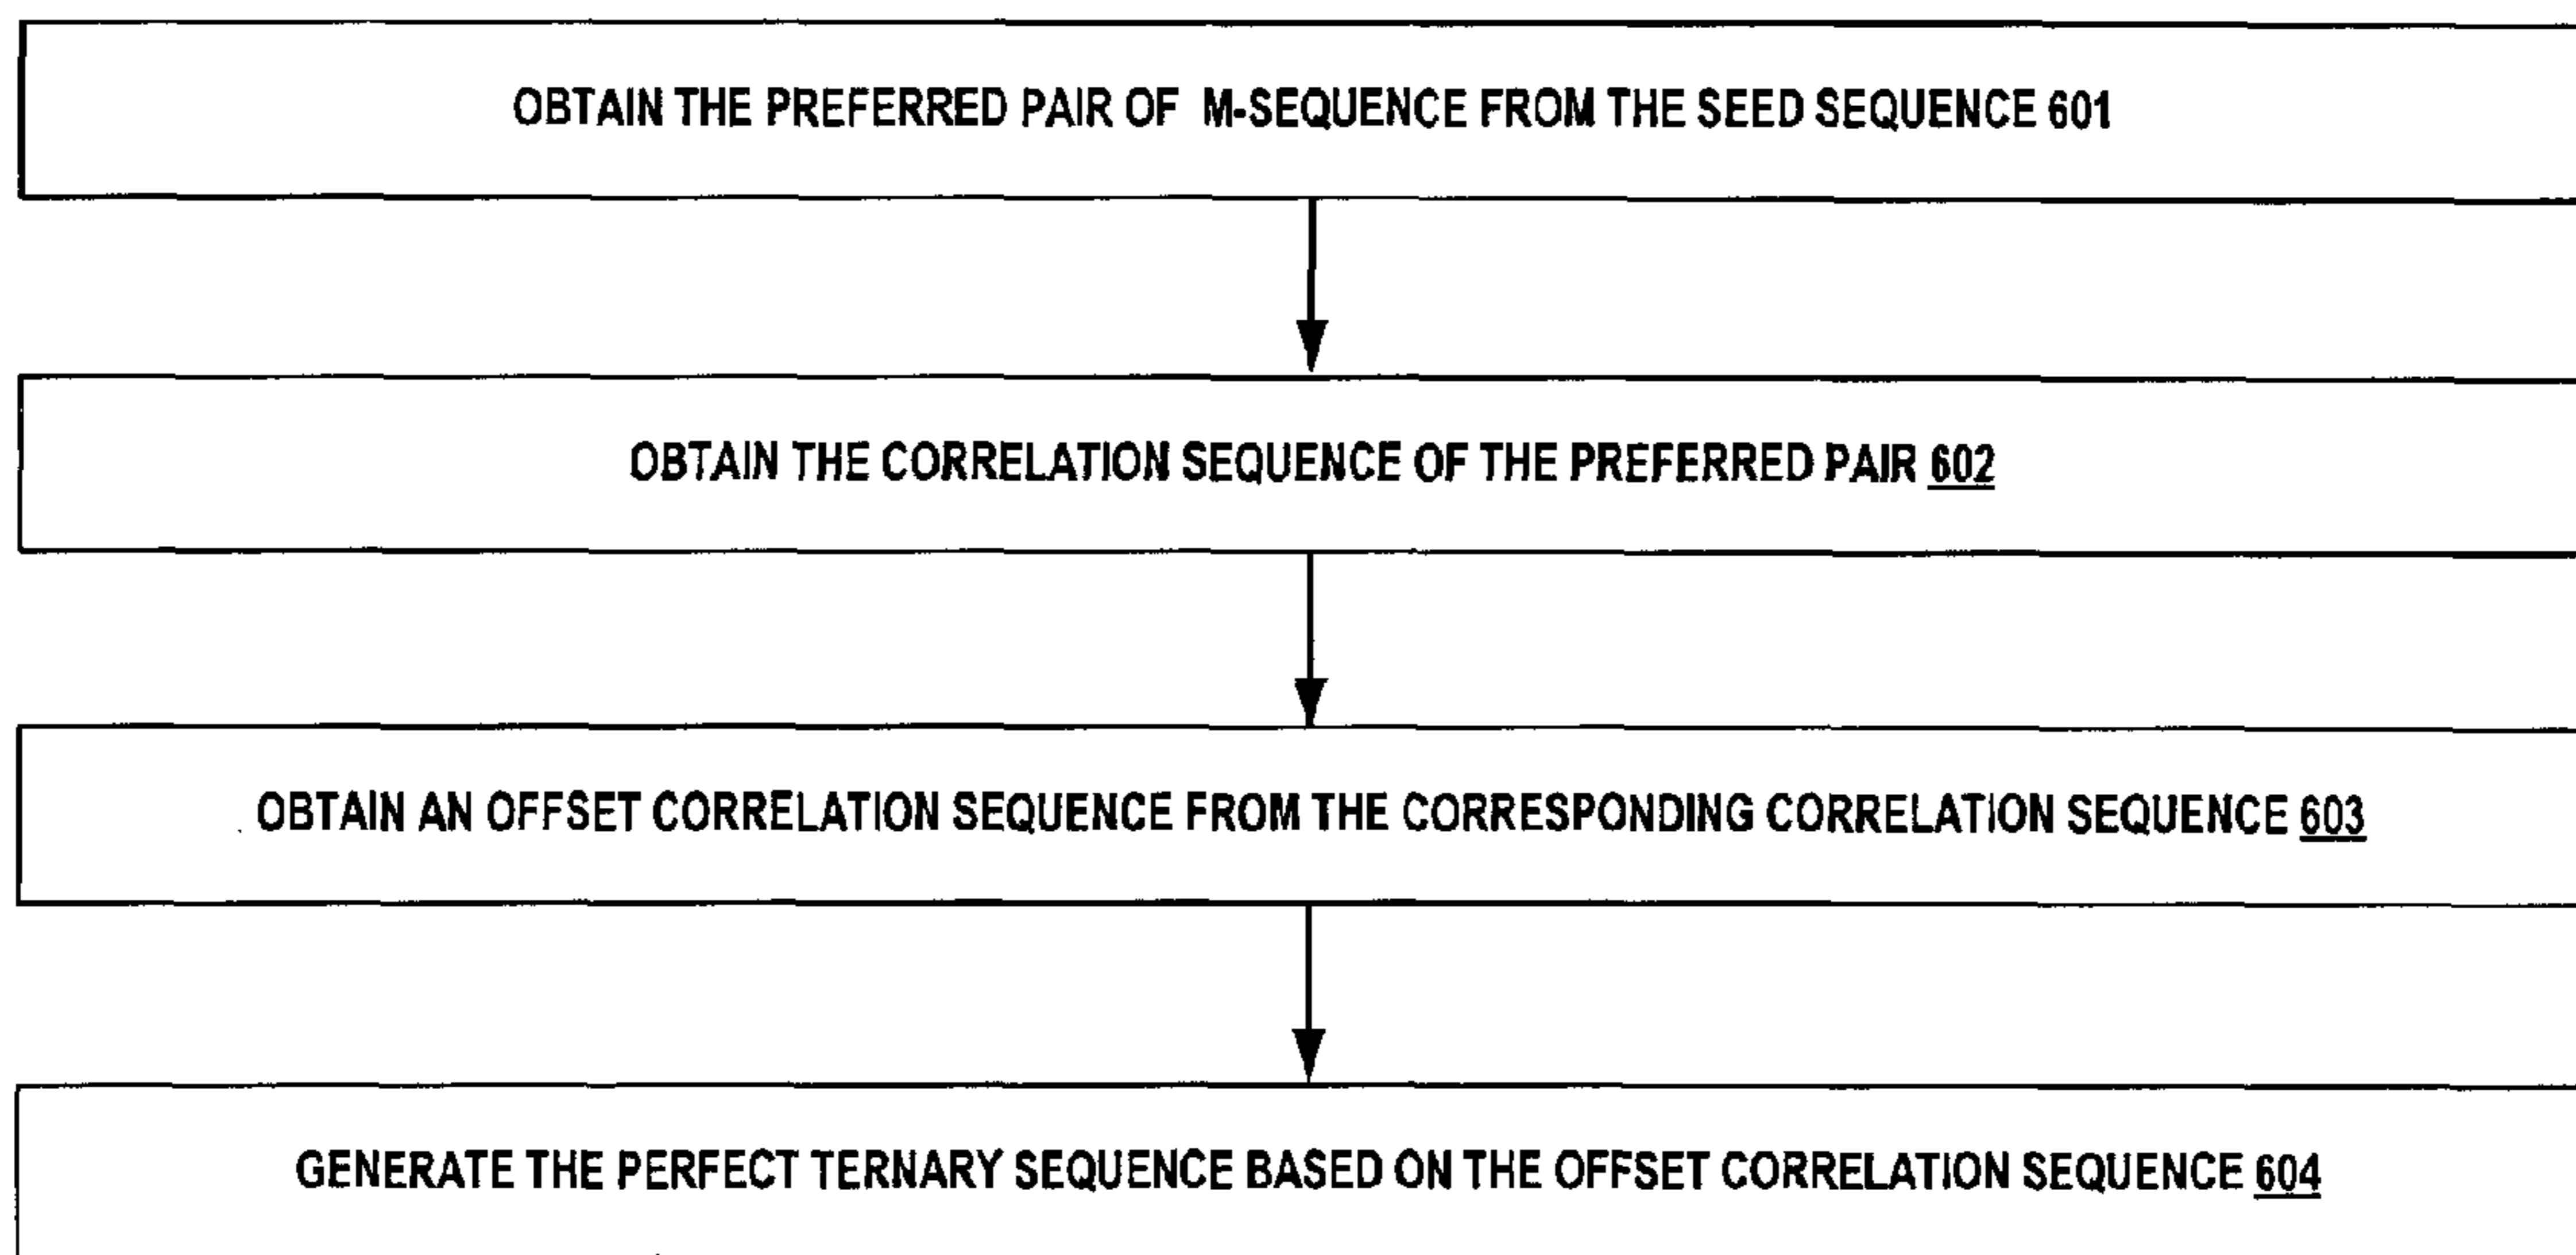 OBTAIN THE PREFERRED PAIR OF M-SEQUENCE FROM THE SEED SEQUENCE 601
OBTAIN THE CORRELATION SEQUENCE OF THE PREFERRED PAIR 602
OBTAIN AN OFFSET CORRELATION SEQUENCE FROM THE CORRESPONDING CORRELATION SEQUENCE 603
GENERATE THE PERFECT TERNARY SEQUENCE BASED ON THE OFFSET CORRELATION SEQUENCE 604